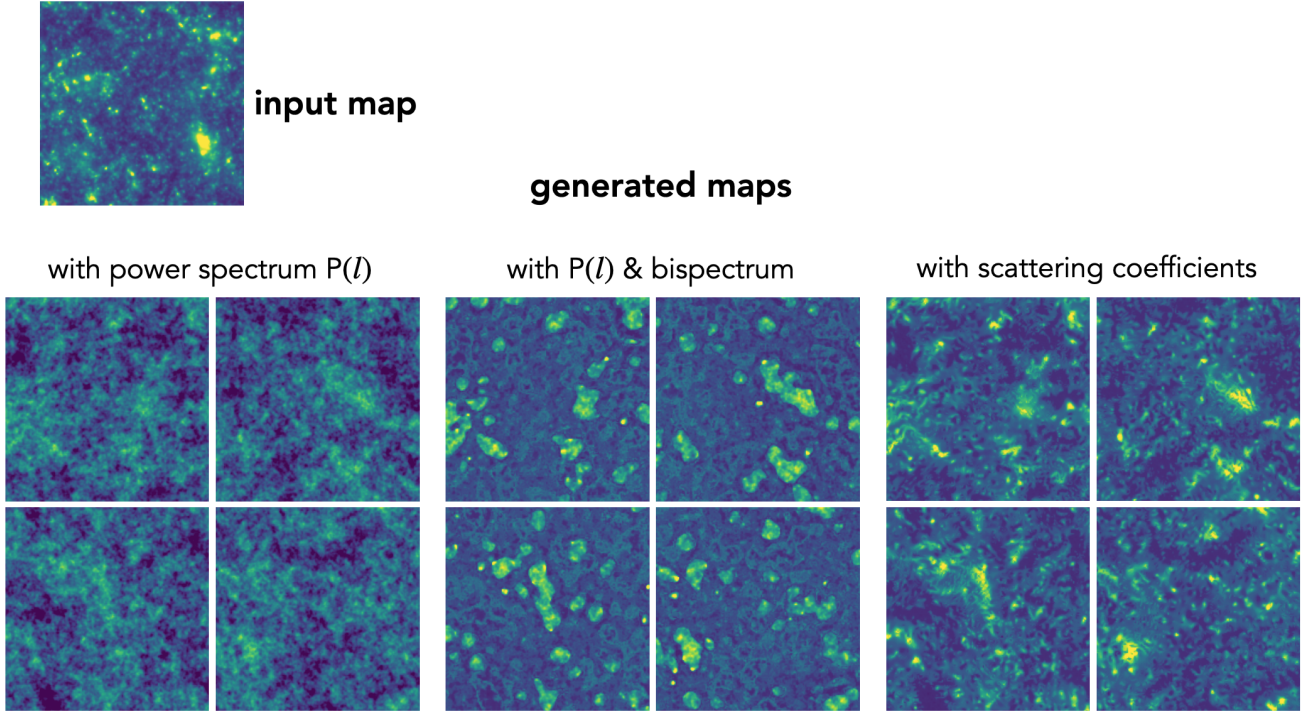 input map
generated maps
with power spectrum P(l)
with P(l) & bispectrum
with scattering coefficients